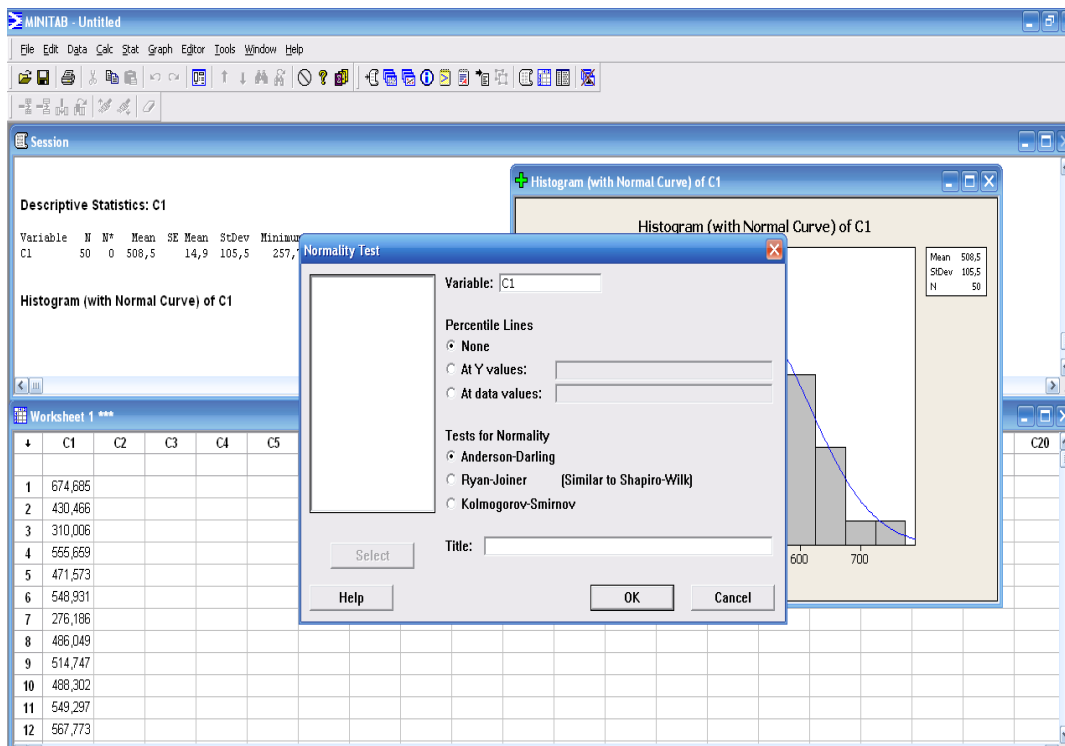 MINITAB - Untitled
File Edit Data Calc Stat Graph Editor Tools Window Help
Session
Descriptive Statistics: C1
Variable N N* Mean SE Mean StDev Minimum
C1 50 0 508,5 14,9 105,5 257,
Histogram (with Normal Curve) of C1
Histogram (with Normal Curve) of C1
Histogram (with Normal Curve) of C1
Mean 508,5
StDev 105,5
N 50
600 700
Normality Test
Variable: C1
Percentile Lines
None
At Y values:
At data values:
Tests for Normality
Anderson-Darling
Ryan-Joiner (Similar to Shapiro-Wilk)
Kolmogorov-Smirnov
Select
Title:
Help OK Cancel
Worksheet 1 ***
C1 C2 C3 C4 C5 C20
1 674,685
2 430,466
3 310,006
4 555,659
5 471,573
6 548,931
7 276,186
8 486,049
9 514,747
10 488,302
11 549,297
12 567,773